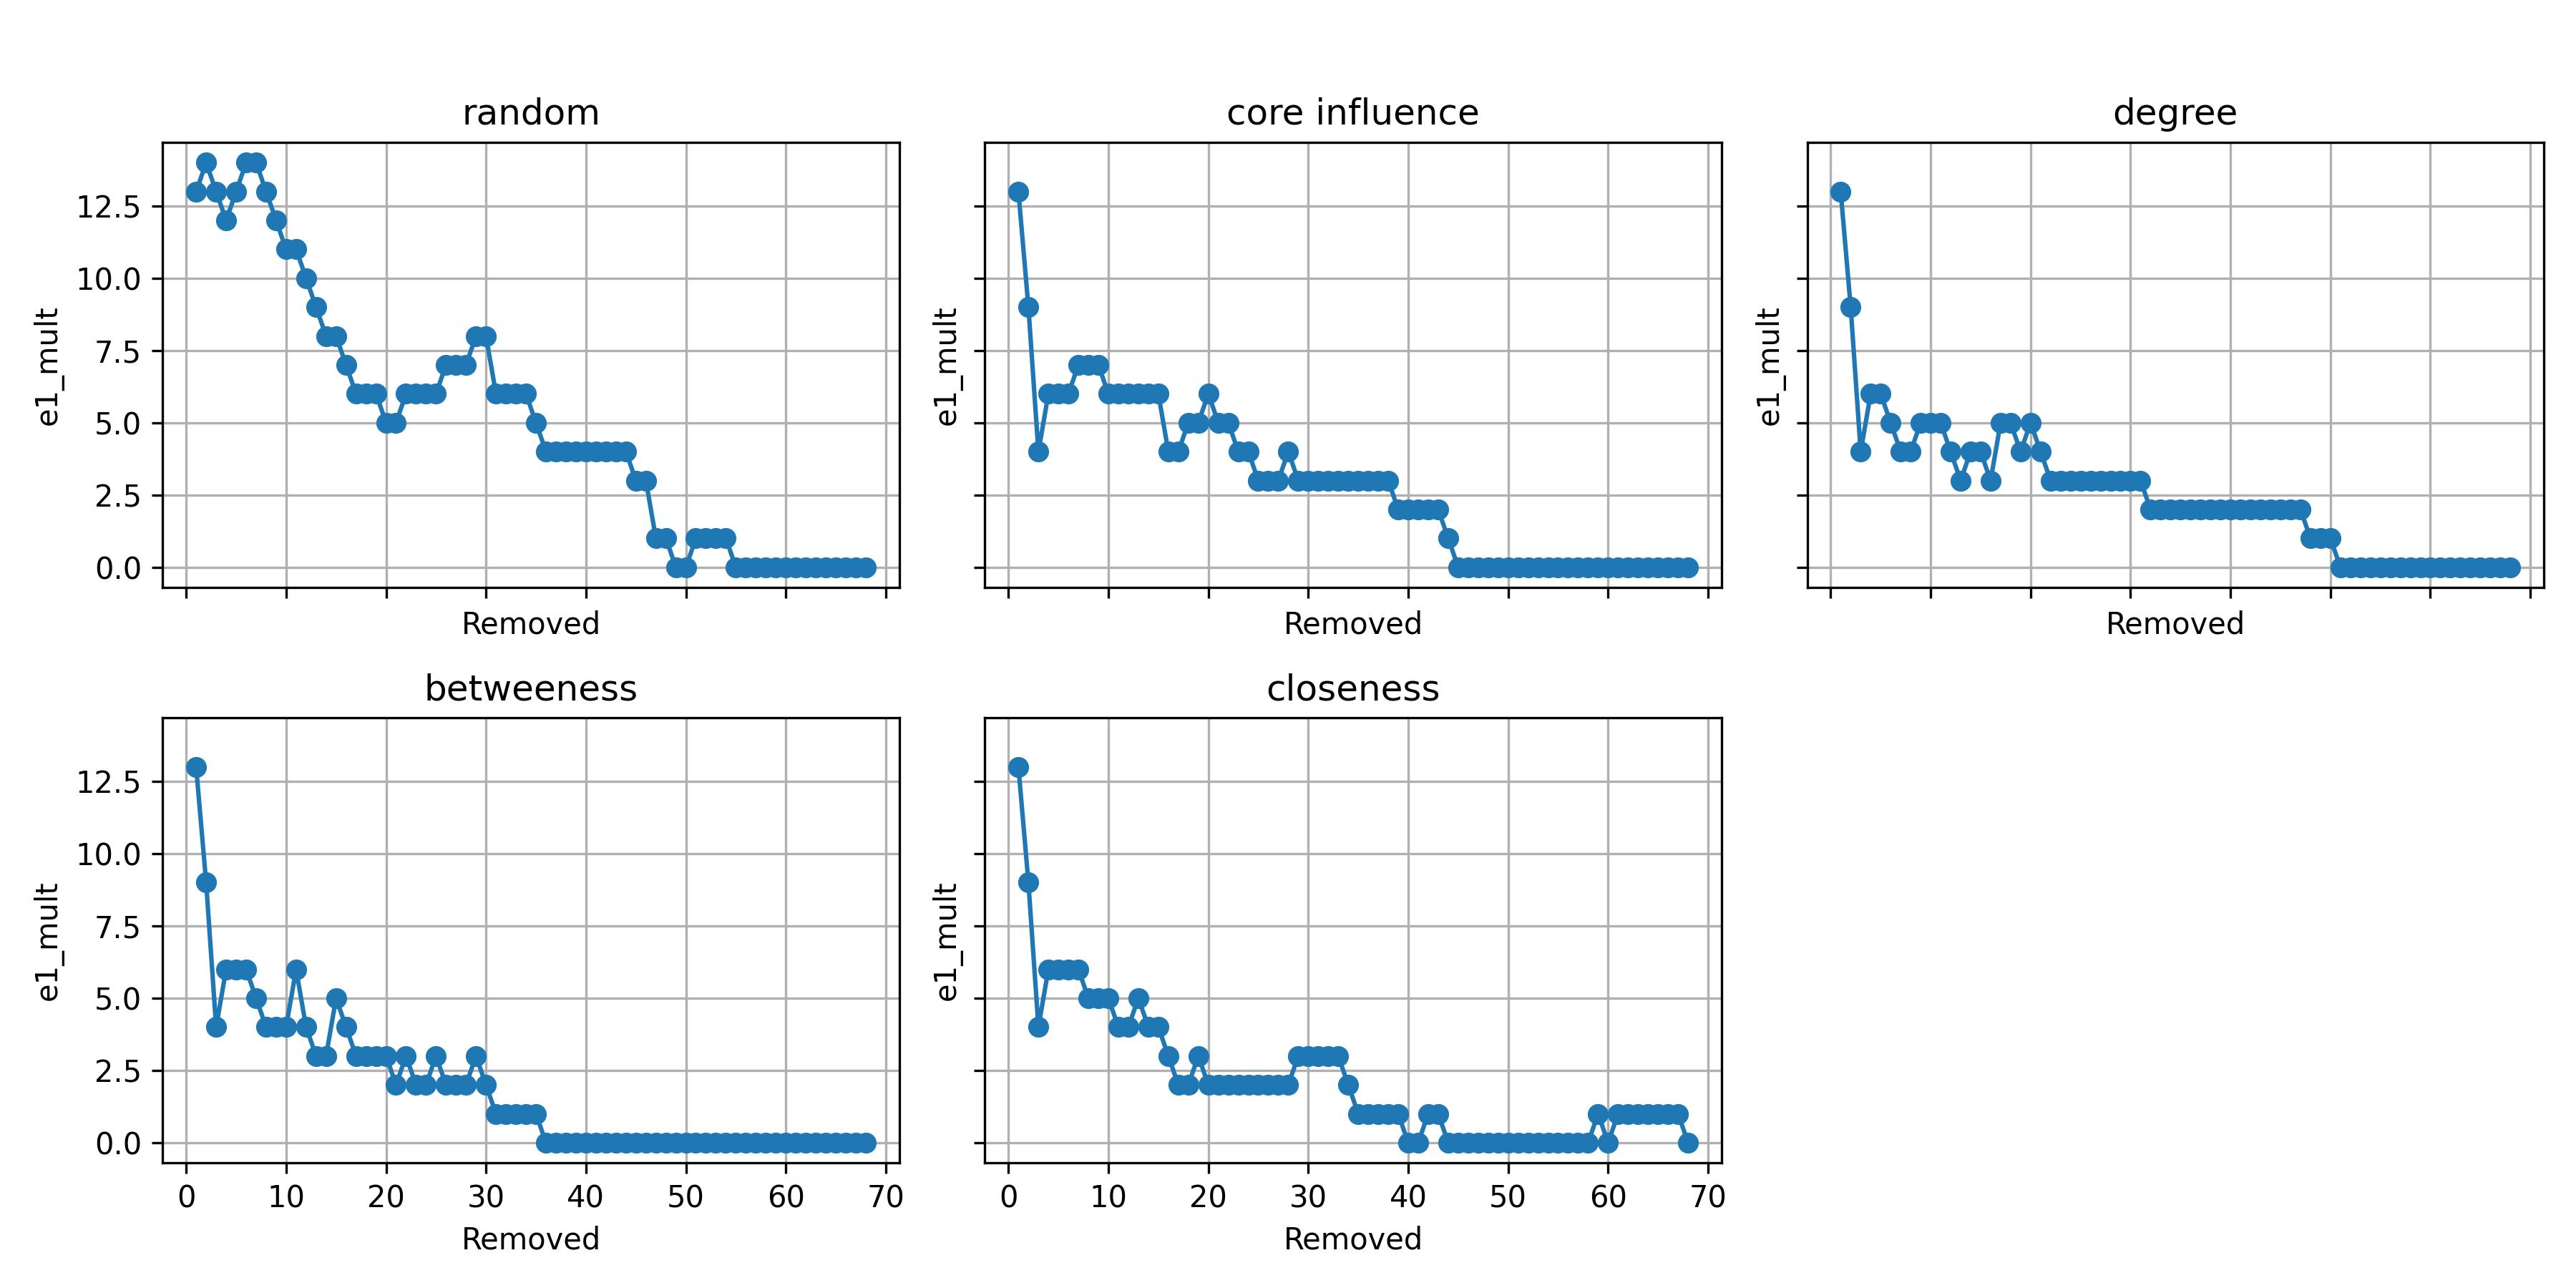 random
12.5
10.0
7.5
5.0
2.5
0.0
e1_mult
Removed
core influence
e1_mult
Removed
degree
e1_mult
Removed
betweeness
12.5
10.0
7.5
5.0
2.5
0.0
e1_mult
0 10 20 30 40 50 60 70
Removed
closeness
e1_mult
0 10 20 30 40 50 60 70
Removed